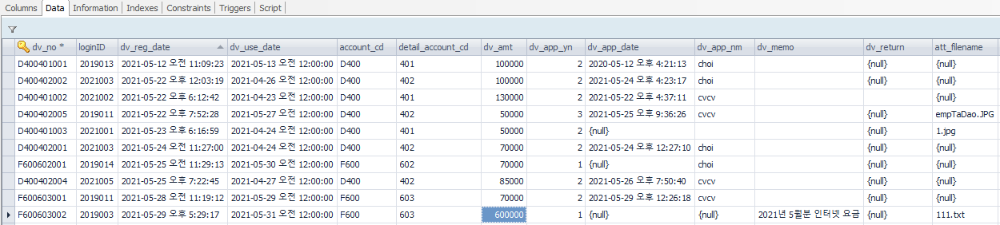 Columns Data Information Indexes Constraints Triggers Script
dv_no * loginID dv_reg_date dv_use_date account_cd detail_account_cd dv_amt dv_app_yn dv_app_date dv_app_nm dv_memo dv_return att_filename
D400401001 2019013 2021-05-12 오전 11:09:23 2021-05-13 오전 12:00:00 D400 401 100000 2 2020-05-12 오후 4:21:13 choi {null} {null}
D400402002 2021003 2021-05-22 오후 12:03:19 2021-04-26 오전 12:00:00 D400 402 100000 2 2021-05-24 오후 4:23:17 choi {null} {null}
D400401002 2021002 2021-05-22 오후 6:12:42 2021-04-23 오전 12:00:00 D400 401 130000 2 2021-05-22 오후 4:37:11 cvcv {null}
D400402005 2019011 2021-05-22 오후 7:52:28 2021-05-27 오전 12:00:00 D400 402 50000 3 2021-05-25 오후 9:36:26 cvcv {null} empTaDao.JPG
D400401003 2021001 2021-05-23 오후 6:16:59 2021-04-24 오전 12:00:00 D400 401 50000 2 {null} {null} 1.jpg
D400402001 2021003 2021-05-24 오전 11:27:00 2021-04-24 오전 12:00:00 D400 402 70000 2 2021-05-24 오후 12:27:10 choi {null} {null}
F600602001 2019014 2021-05-25 오전 11:29:13 2021-05-30 오전 12:00:00 F600 602 70000 1 {null} choi {null} {null}
D400402004 2021005 2021-05-25 오후 7:22:45 2021-04-27 오전 12:00:00 D400 402 85000 2 2021-05-26 오후 7:50:40 cvcv {null} {null}
F600603001 2019011 2021-05-28 오전 11:19:12 2021-05-29 오전 12:00:00 F600 603 70000 2 2021-05-29 오후 12:26:18 cvcv {null} {null}
F600603002 2019003 2021-05-29 오후 5:29:17 2021-05-31 오전 12:00:00 F600 603 600000 1 {null} {null} 2021년 5월분 인터넷 요금 {null} 111.txt